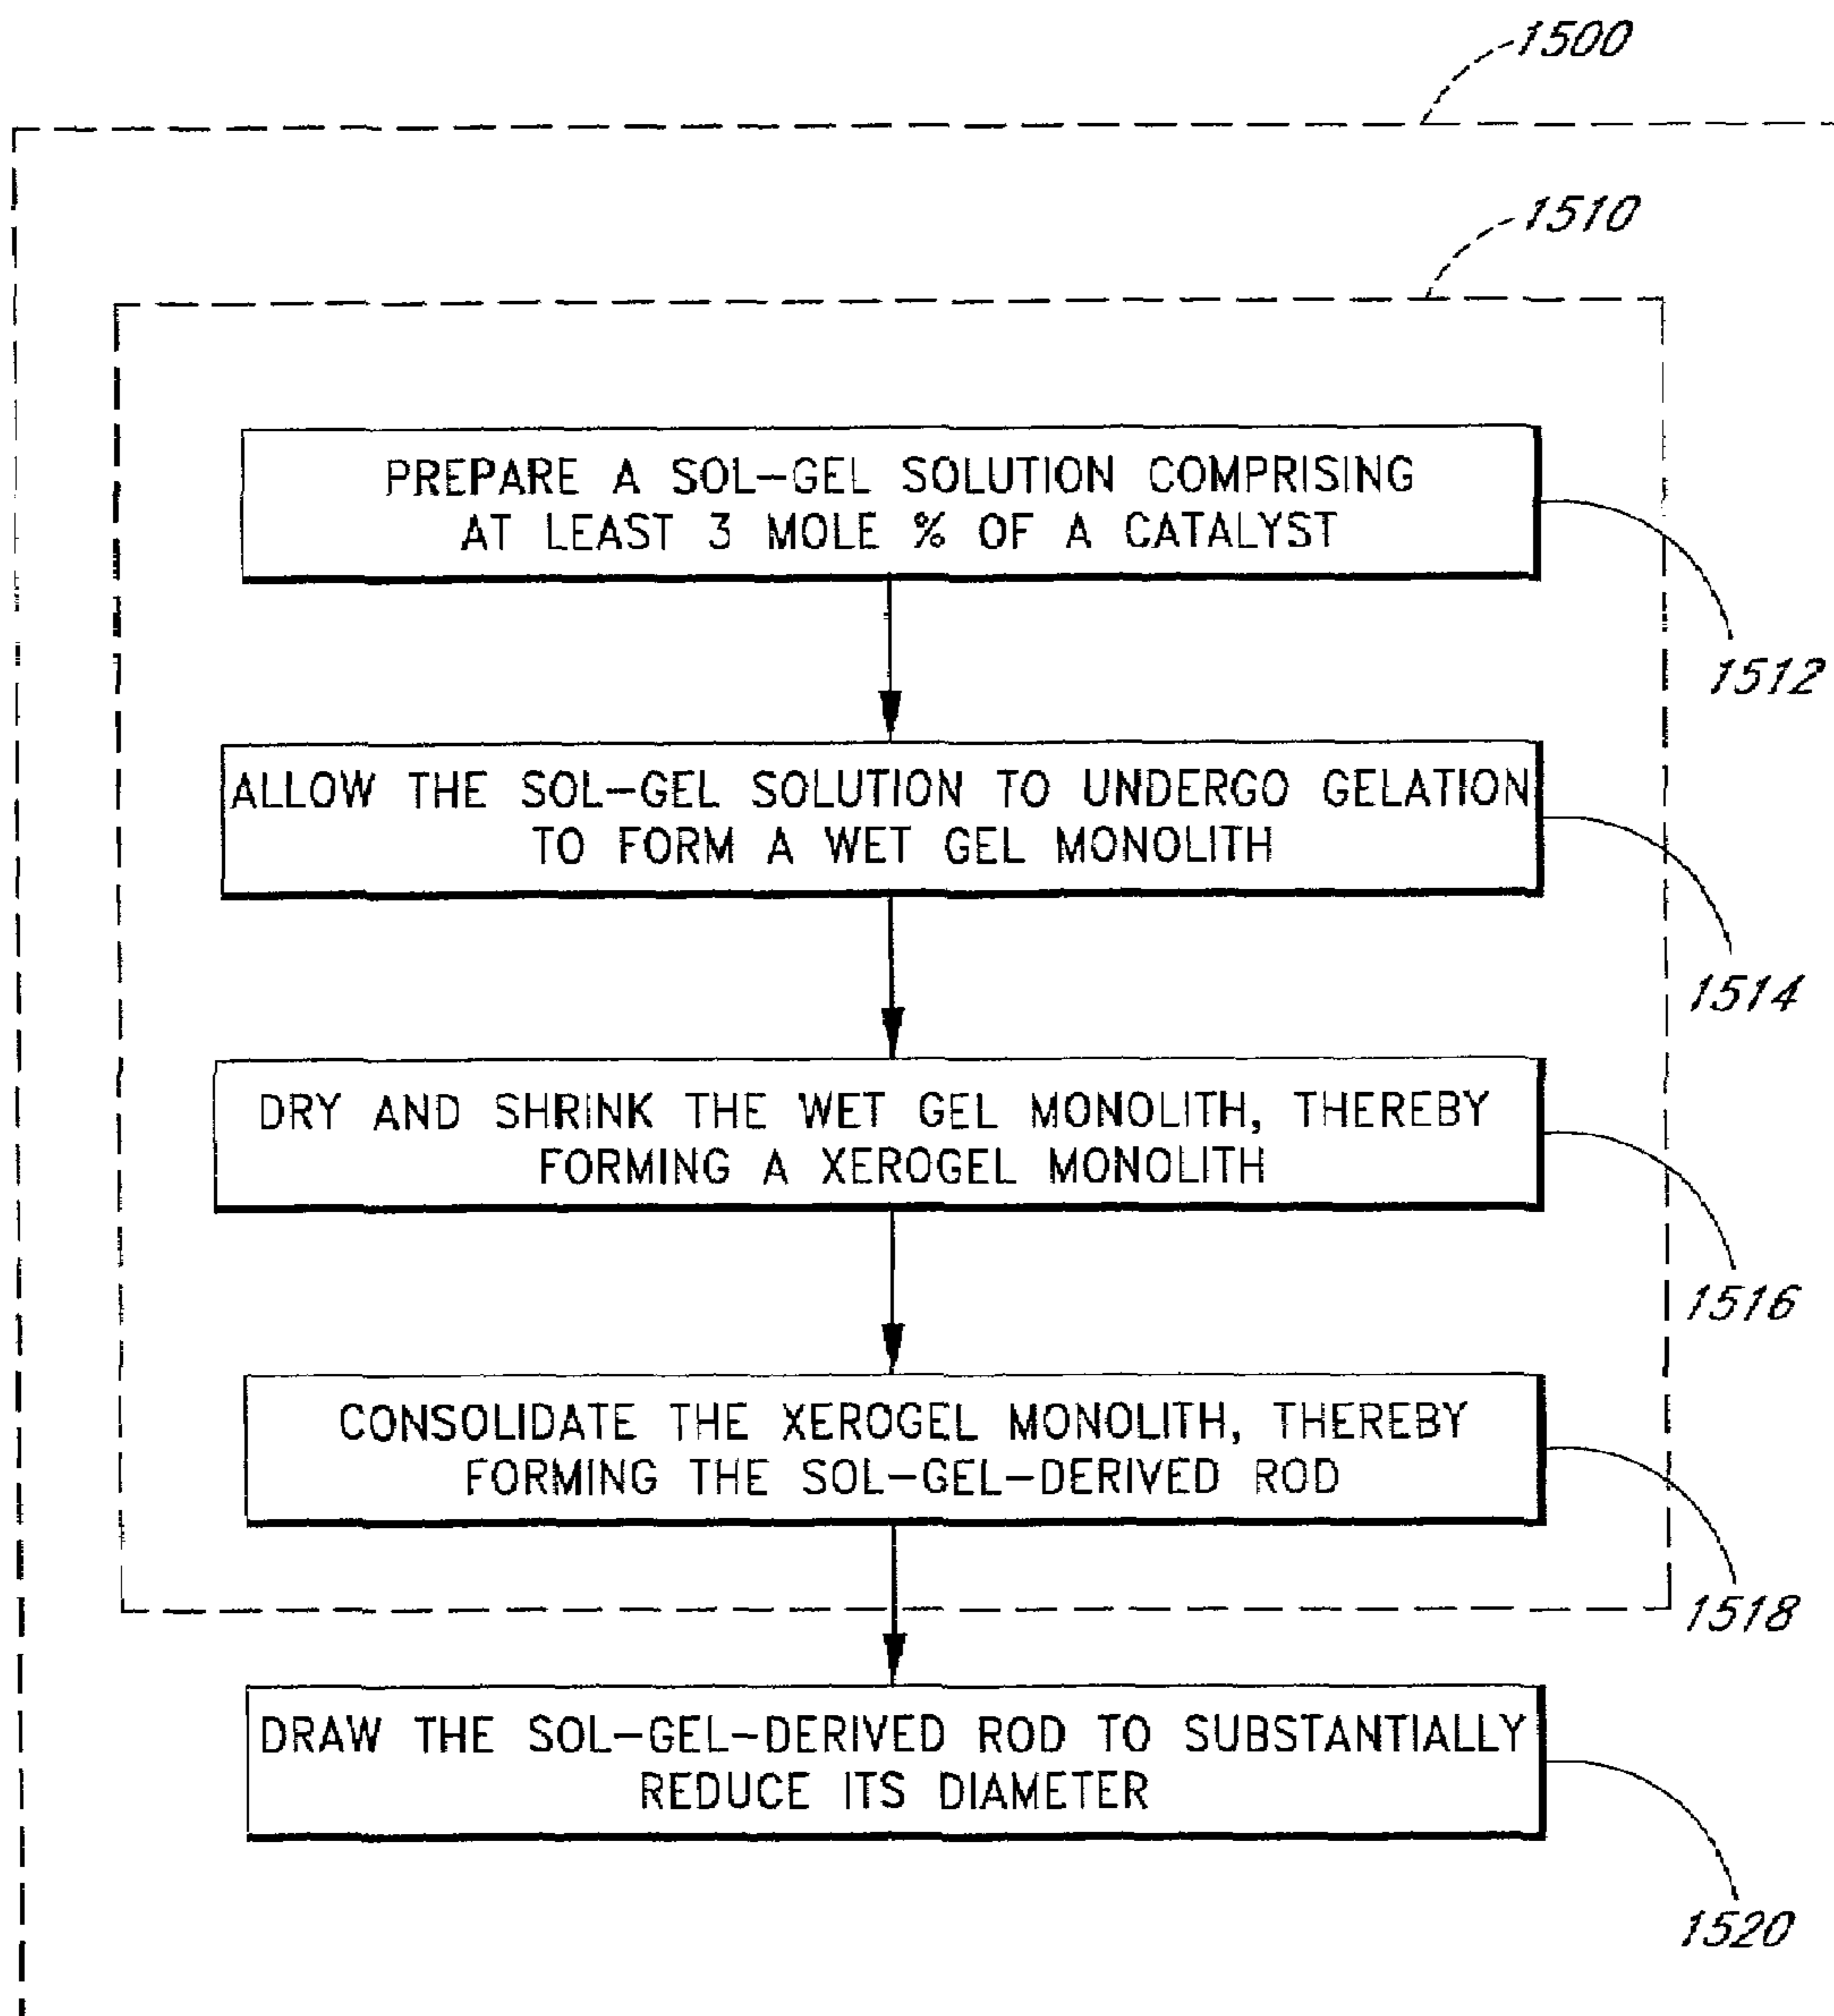 1500
1510
PREPARE A SOL-GEL SOLUTION COMPRISING
AT LEAST 3 MOLE % OF A CATALYST
1512
ALLOW THE SOL-GEL SOLUTION TO UNDERGO GELATION
TO FORM A WET GEL MONOLITH
1514
DRY AND SHRINK THE WET GEL MONOLITH, THEREBY
FORMING A XEROGEL MONOLITH
1516
CONSOLIDATE THE XEROGEL MONOLITH, THEREBY
FORMING THE SOL-GEL-DERIVED ROD
1518
DRAW THE SOL-GEL-DERIVED ROD TO SUBSTANTIALLY
REDUCE ITS DIAMETER
1520